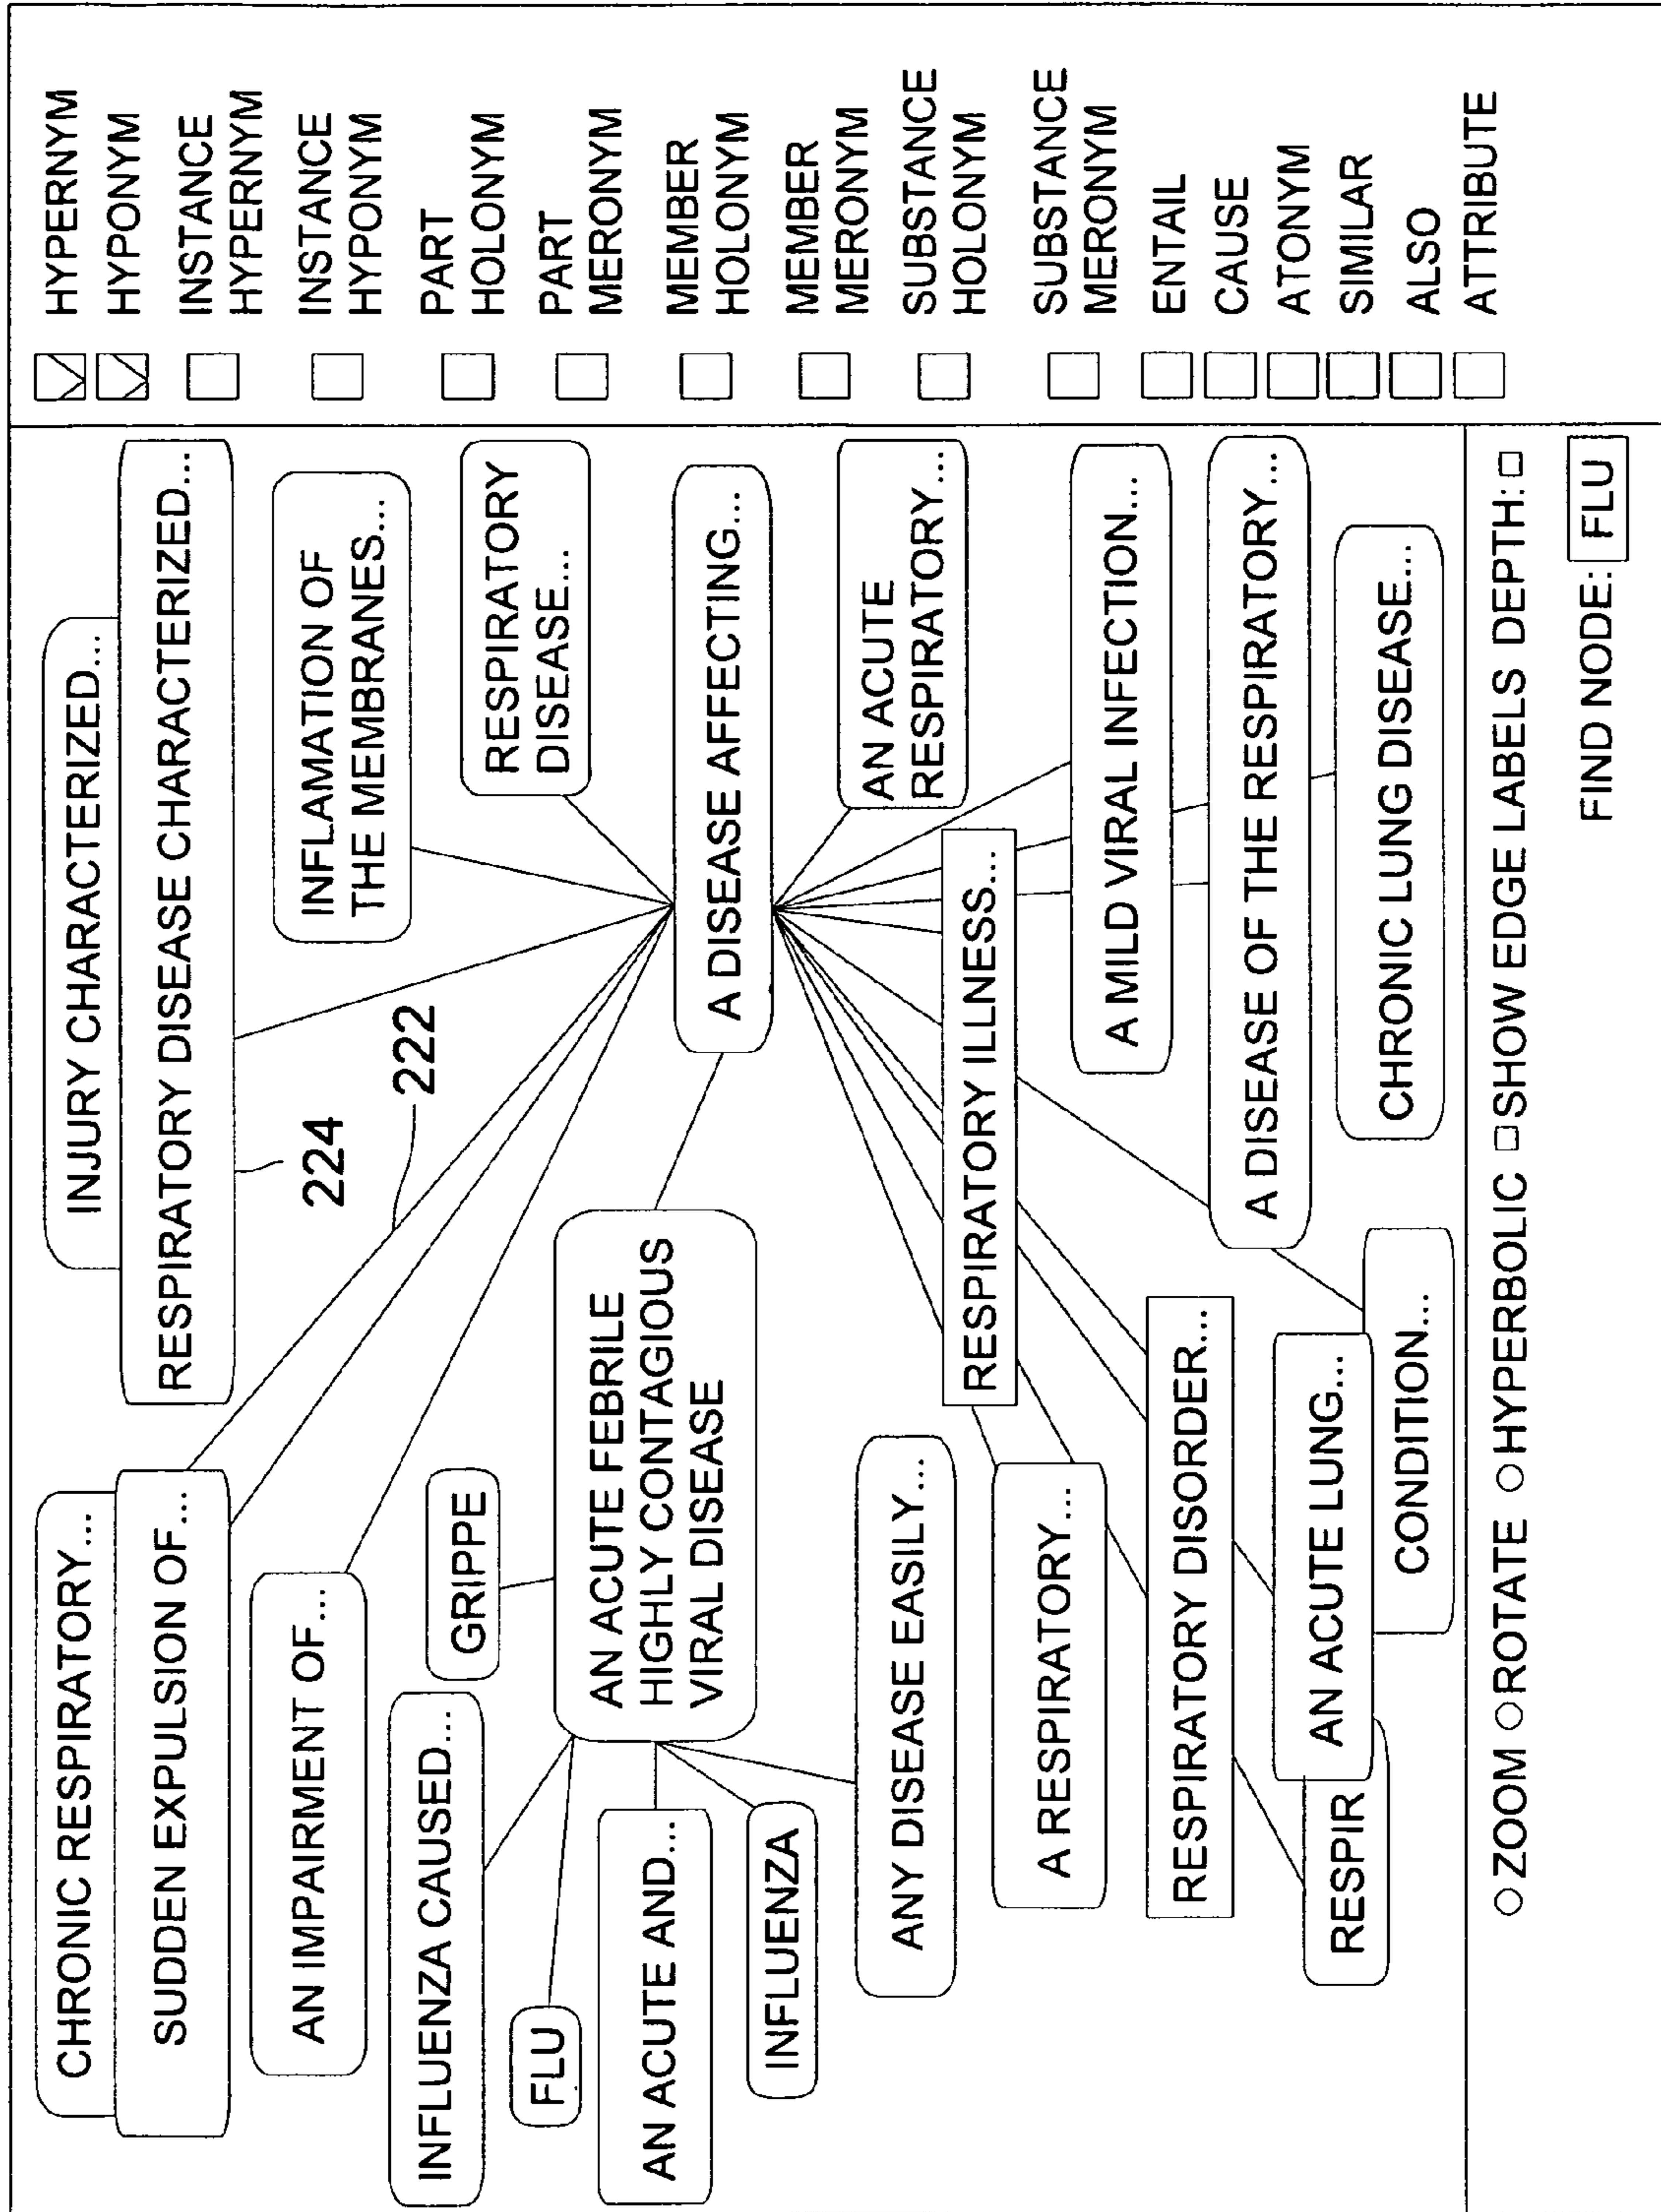 CHRONIC RESPIRATORY...
SUDDEN EXPULSION OF...
AN IMPAIRMENT OF...
INFLUENZA CAUSED...
GRIPPE
FLU
AN ACUTE FEBRILE
HIGHLY CONTAGIOUS
VIRAL DISEASE
AN ACUTE AND...
INFLUENZA
ANY DISEASE EASILY...
A RESPIRATORY...
RESPIRATORY DISORDER...
RESPIR
AN ACUTE LUNG...
CONDITION...
INJURY CHARACTERIZED...
RESPIRATORY DISEASE CHARACTERIZED...
224
222
INFLAMATION OF
THE MEMBRANES...
RESPIRATORY
DISEASE...
A DISEASE AFFECTING...
AN ACUTE
RESPIRATORY...
RESPIRATORY ILLNESS...
A MILD VIRAL INFECTION...
A DISEASE OF THE RESPIRATORY...
CHRONIC LUNG DISEASE...
HYPERNYM
HYPONYM
INSTANCE
HYPERNYM
INSTANCE
HYPONYM
PART
HOLONYM
PART
MERONYM
MEMBER
HOLONYM
MEMBER
MERONYM
SUBSTANCE
HOLONYM
SUBSTANCE
MERONYM
ENTAIL
CAUSE
ATONYM
SIMILAR
ALSO
ATTRIBUTE
ZOOM ROTATE HYPERBOLIC SHOW EDGE LABELS DEPTH:
FIND NODE: FLU